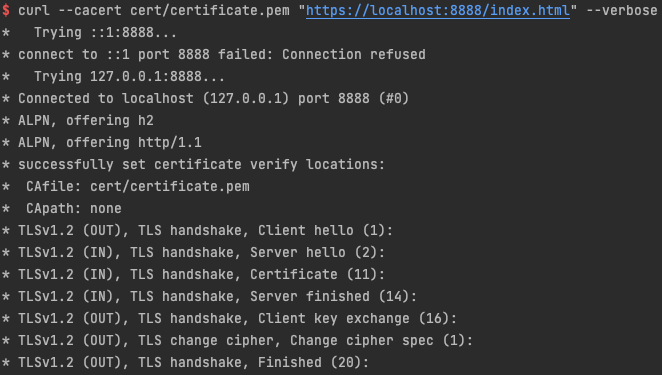 $ curl --cacert cert/certificate.pem "https://localhost:8888/index.html" --verbose
*   Trying ::1:8888...
* connect to ::1 port 8888 failed: Connection refused
*   Trying 127.0.0.1:8888...
* Connected to localhost (127.0.0.1) port 8888 (#0)
* ALPN, offering h2
* ALPN, offering http/1.1
* successfully set certificate verify locations:
*  CAfile: cert/certificate.pem
*  CApath: none
* TLSv1.2 (OUT), TLS handshake, Client hello (1):
* TLSv1.2 (IN), TLS handshake, Server hello (2):
* TLSv1.2 (IN), TLS handshake, Certificate (11):
* TLSv1.2 (IN), TLS handshake, Server finished (14):
* TLSv1.2 (OUT), TLS handshake, Client key exchange (16):
* TLSv1.2 (OUT), TLS change cipher, Change cipher spec (1):
* TLSv1.2 (OUT), TLS handshake, Finished (20):